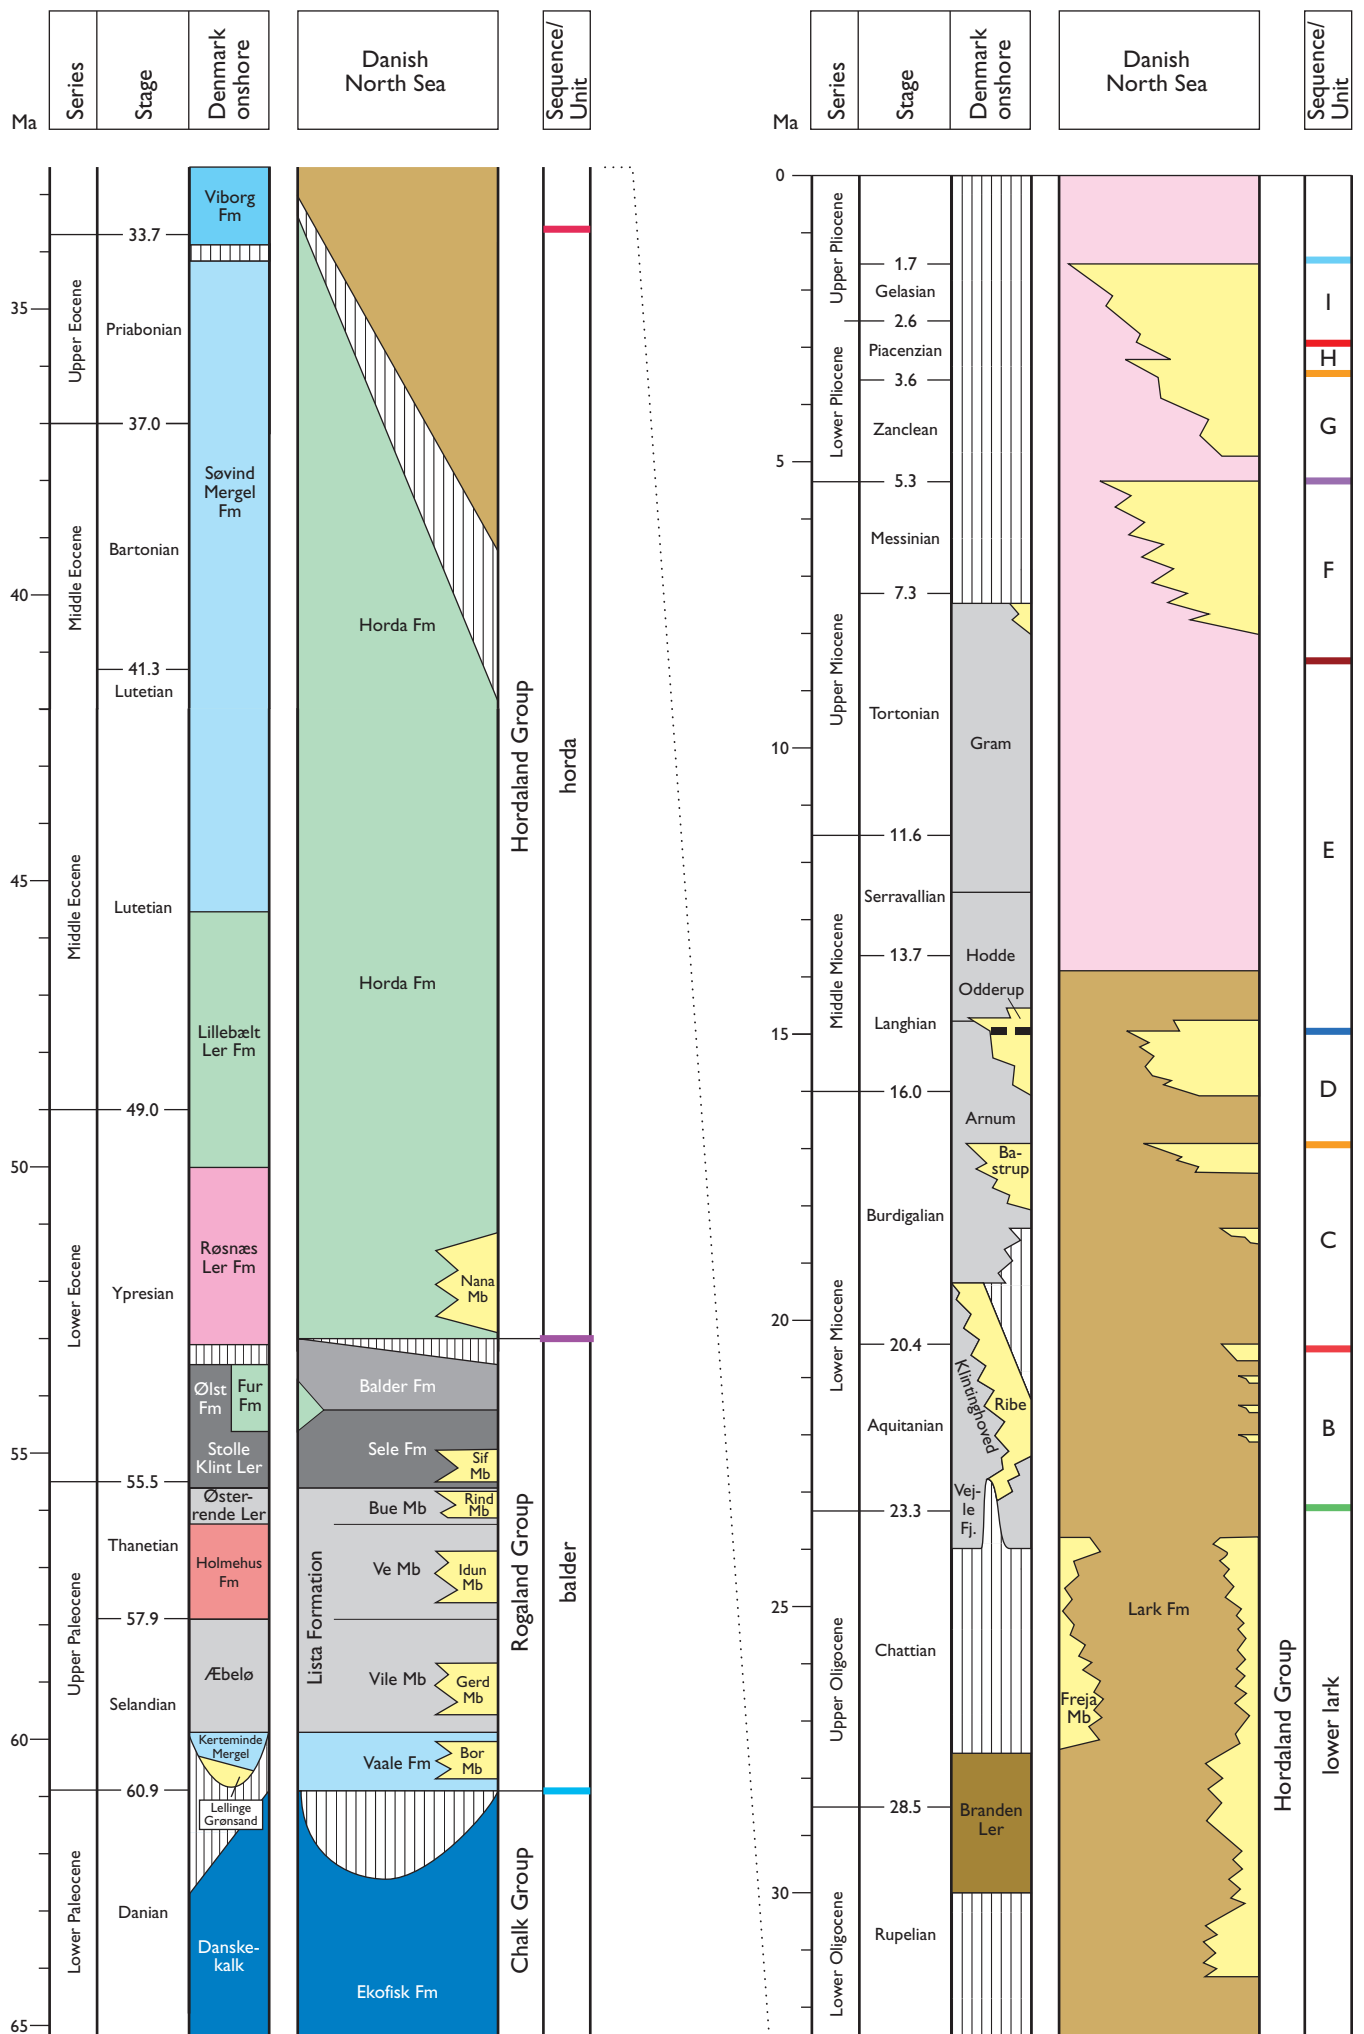 Ma
Series
Stage
Denmark
onshore
Danish
North Sea
Sequence/
Unit
35
40
45
50
55
60
65
Upper Eocene
Middle Eocene
Middle Eocene
Lower Eocene
Upper Paleocene
Lower Paleocene
33.7
Priabonian
37.0
Bartonian
41.3
Lutetian
Lutetian
49.0
Ypresian
55.5
Thanetian
57.9
Selandian
60.9
Danian
Viborg
Fm
Søvind
Mergel
Fm
Lillebælt
Ler Fm
Røsnæs
Ler Fm
Ølst
Fm
Fur
Fm
Stolle
Klint Ler
Øster-
rende Ler
Holmehus
Fm
Æbelø
Kerteminde
Mergel
Lellinge
Grønsand
Danske-
kalk
Horda Fm
Horda Fm
Nana
Mb
Balder Fm
Sele Fm
Sif
Mb
Lista Formation
Bue Mb
Rind
Mb
Ve Mb
Idun
Mb
Vile Mb
Gerd
Mb
Vaale Fm
Bor
Mb
Ekofisk Fm
Hordaland Group
Rogaland Group
Chalk Group
horda
balder
Ma
Series
Stage
Denmark
onshore
Danish
North Sea
Sequence/
Unit
0
5
10
15
20
25
30
Upper Pliocene
Lower Pliocene
Upper Miocene
Middle Miocene
Lower Miocene
Upper Oligocene
Lower Oligocene
1.7
Gelasian
2.6
Piacenzian
3.6
Zanclean
5.3
Messinian
7.3
Tortonian
11.6
Serravallian
13.7
Langhian
16.0
Burdigalian
20.4
Aquitanian
23.3
Chattian
28.5
Rupelian
Gram
Hodde
Odderup
Arnum
Ba-
strup
Klintinghoved
Ribe
Vej-
le
Fj.
Branden
Ler
Lark Fm
Freja
Mb
Hordaland Group
I
H
G
F
E
D
C
B
lower lark